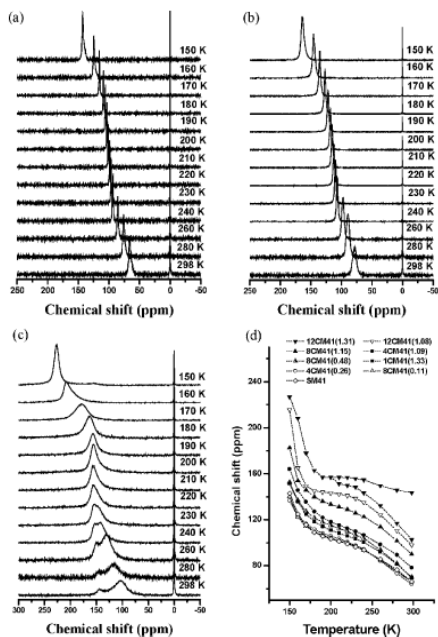 (a)
150 K
160 K
170 K
180 K
190 K
200 K
210 K
220 K
230 K
240 K
260 K
280 K
298 K
250 200 150 100 50 0 -50
Chemical shift (ppm)
(b)
150 K
160 K
170 K
180 K
190 K
200 K
210 K
220 K
230 K
240 K
260 K
280 K
298 K
250 200 150 100 50 0 -50
Chemical shift (ppm)
(c)
150 K
160 K
170 K
180 K
190 K
200 K
210 K
220 K
230 K
240 K
260 K
280 K
298 K
300 250 200 150 100 50 0 -50
Chemical shift (ppm)
(d)
12CM41(1.31) 12CM41(1.08)
8CM41(1.15) 4CM41(1.09)
8CM41(0.48) 1CM41(1.33)
4CM41(0.26) 8CM41(0.11)
SM41
240
200
160
120
80
Chemical shift (ppm)
100 150 200 250 300
Temperature (K)